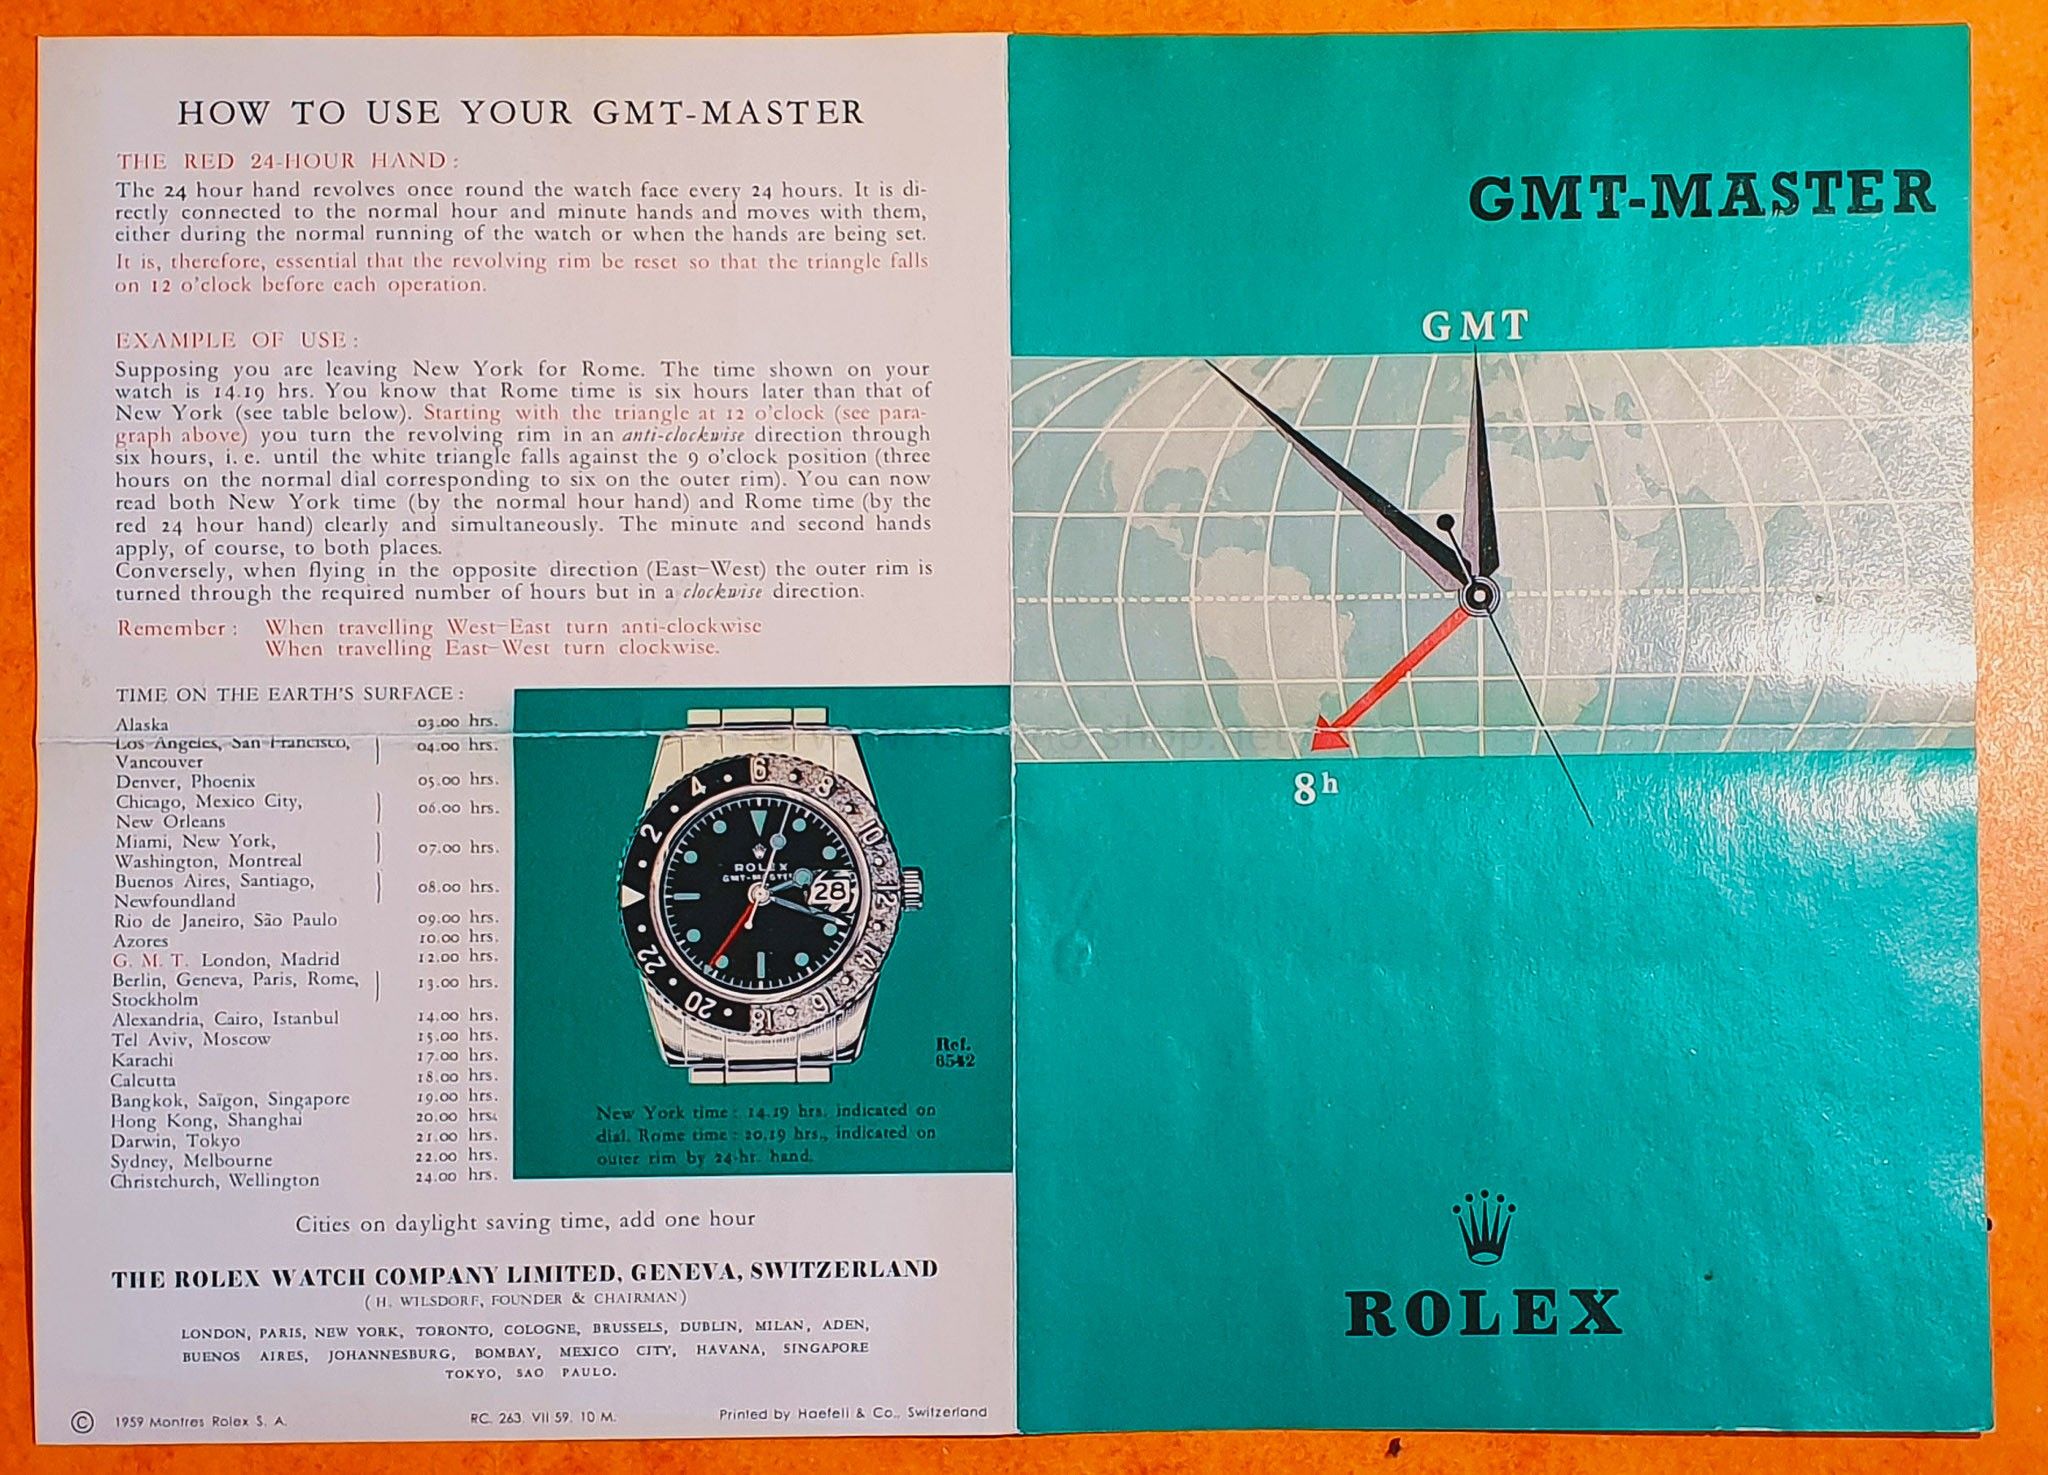 HOW TO USE YOUR GMT-MASTER
THE RED 24-HOUR HAND :
The 24 hour hand revolves once round the watch face every 24 hours. It is di-
rectly connected to the normal hour and minute hands and moves with them,
either during the normal running of the watch or when the hands are being set.
It is, therefore, essential that the revolving rim be reset so that the triangle falls
on 12 o'clock before each operation.
EXAMPLE OF USE :
Supposing you are leaving New York for Rome. The time shown on your
watch is 14.19 hrs. You know that Rome time is six hours later than that of
New York (see table below). Starting with the triangle at 12 o'clock (see para-
graph above) you turn the revolving rim in an anti-clockwise direction through
six hours, i. e. until the white triangle falls against the 9 o'clock position (three
hours on the normal dial corresponding to six on the outer rim). You can now
read both New York time (by the normal hour hand) and Rome time (by the
red 24 hour hand) clearly and simultaneously. The minute and second hands
apply, of course, to both places.
Conversely, when flying in the opposite direction (East-West) the outer rim is
turned through the required number of hours but in a clockwise direction.
Remember : When travelling West-East turn anti-clockwise
When travelling East-West turn clockwise.
TIME ON THE EARTH'S SURFACE :
Alaska 03.00 hrs.
Los Angeles, San Francisco, 04.00 hrs.
Vancouver
Denver, Phoenix 05.00 hrs.
Chicago, Mexico City, 06.00 hrs.
New Orleans
Miami, New York, 07.00 hrs.
Washington, Montreal
Buenos Aires, Santiago, 08.00 hrs.
Newfoundland
Rio de Janeiro, São Paulo 09.00 hrs.
Azores 10.00 hrs.
G. M. T. London, Madrid 12.00 hrs.
Berlin, Geneva, Paris, Rome, 13.00 hrs.
Stockholm
Alexandria, Cairo, Istanbul 14.00 hrs.
Tel Aviv, Moscow 15.00 hrs.
Karachi 17.00 hrs.
Calcutta 18.00 hrs.
Bangkok, Saïgon, Singapore 19.00 hrs.
Hong Kong, Shanghai 20.00 hrs.
Darwin, Tokyo 21.00 hrs.
Sydney, Melbourne 22.00 hrs.
Christchurch, Wellington 24.00 hrs.
4 6 8 10 12 14 16 18 20 22 2
ROLEX
28
Ref.
6542
New York time : 14.19 hrs. indicated on
dial. Rome time : 20.19 hrs., indicated on
outer rim by 24-hr. hand.
Cities on daylight saving time, add one hour
THE ROLEX WATCH COMPANY LIMITED, GENEVA, SWITZERLAND
(H. WILSDORF, FOUNDER & CHAIRMAN)
LONDON, PARIS, NEW YORK, TORONTO, COLOGNE, BRUSSELS, DUBLIN, MILAN, ADEN,
BUENOS AIRES, JOHANNESBURG, BOMBAY, MEXICO CITY, HAVANA, SINGAPORE
TOKYO, SAO PAULO.
© 1959 Montres Rolex S. A. RC. 263. VII 59. 10 M. Printed by Haefeli & Co., Switzerland
GMT-MASTER
GMT
8h
ROLEX